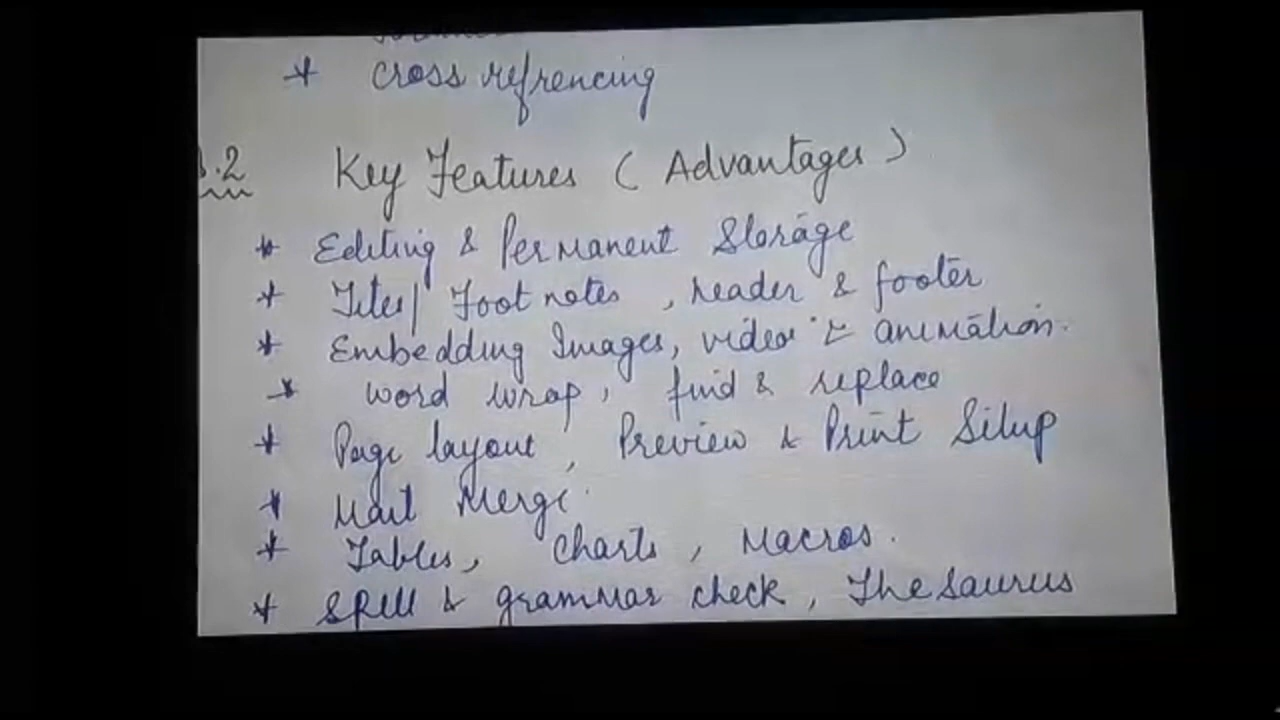 * cross refrencing
.2 Key Features ( Advantages )
* Editing & Permanent Storage
* Foot notes , header & footer
* Embedding Images, video & animation.
* word wrap, find & replace
* Page layout, Preview & Print Setup
* Mail Merge
* Tables, charts, Macros.
* Spell & grammar check, Thesaurus